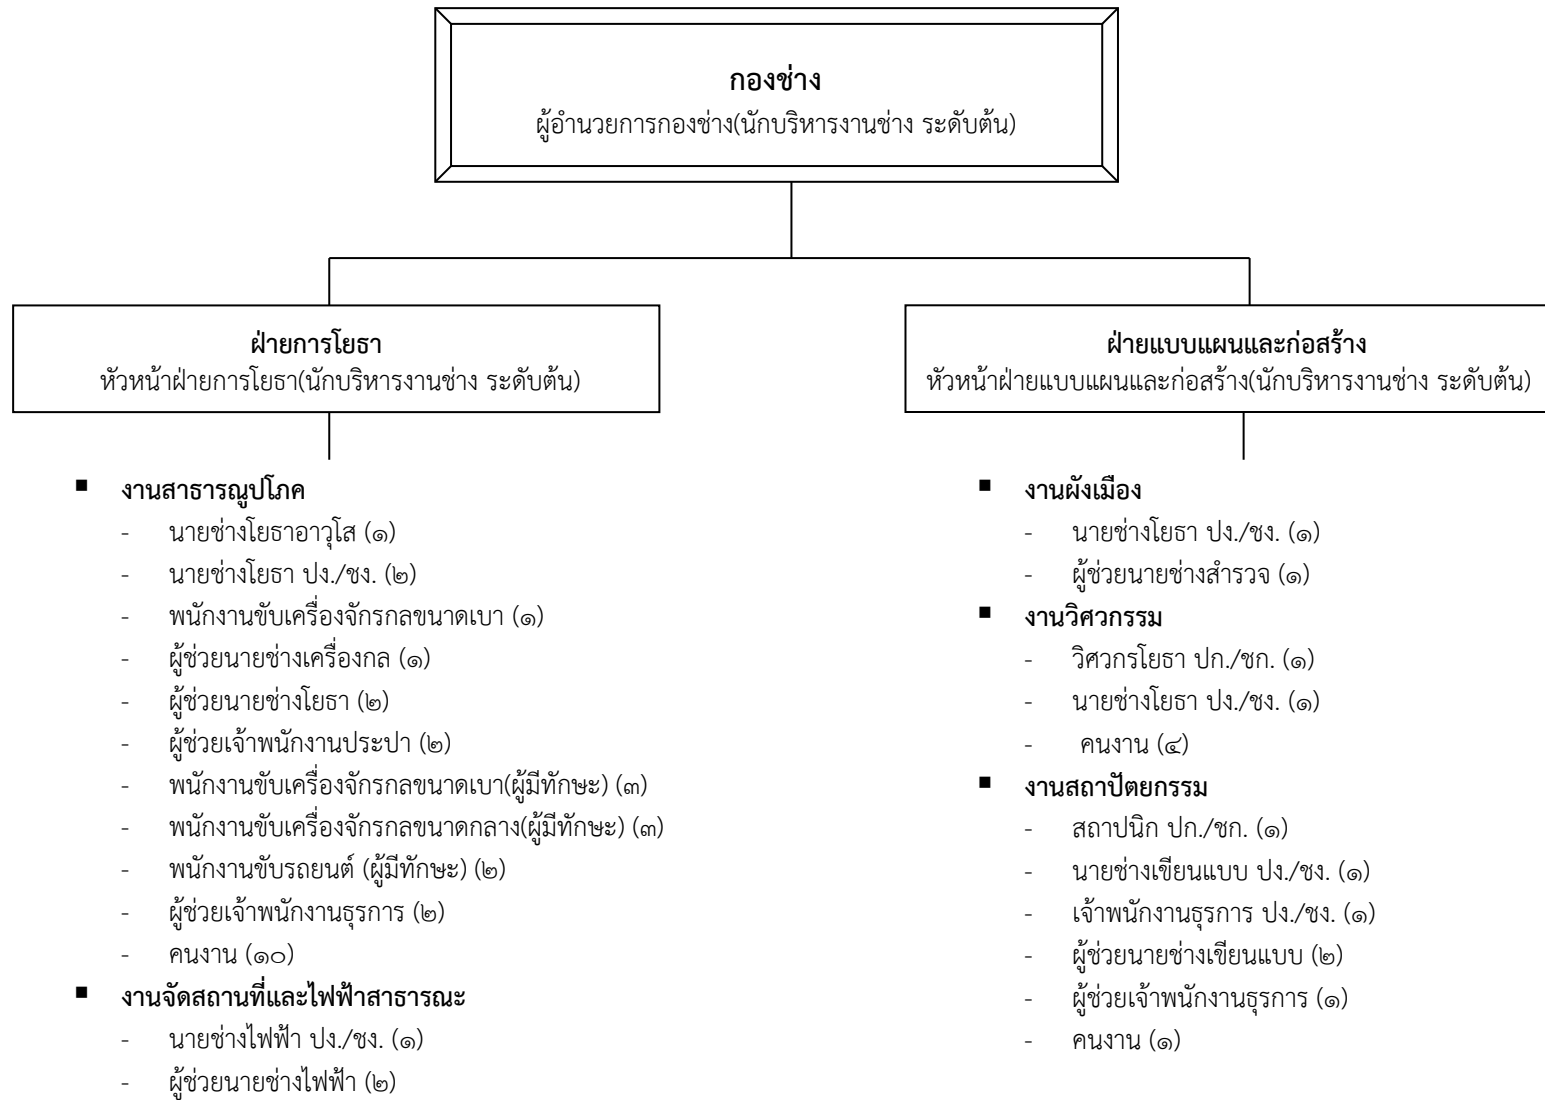 กองช่าง
ผู้อำนวยการกองช่าง(นักบริหารงานช่าง ระดับต้น)
ฝ่ายการโยธา
หัวหน้าฝ่ายการโยธา(นักบริหารงานช่าง ระดับต้น)
▪ งานสาธารณูปโภค
- นายช่างโยธาอาวุโส (๑)
- นายช่างโยธา ปง./ชง. (๒)
- พนักงานขับเครื่องจักรกลขนาดเบา (๑)
- ผู้ช่วยนายช่างเครื่องกล (๑)
- ผู้ช่วยนายช่างโยธา (๒)
- ผู้ช่วยเจ้าพนักงานประปา (๒)
- พนักงานขับเครื่องจักรกลขนาดเบา(ผู้มีทักษะ) (๓)
- พนักงานขับเครื่องจักรกลขนาดกลาง(ผู้มีทักษะ) (๓)
- พนักงานขับรถยนต์ (ผู้มีทักษะ) (๒)
- ผู้ช่วยเจ้าพนักงานธุรการ (๒)
- คนงาน (๑๐)
▪ งานจัดสถานที่และไฟฟ้าสาธารณะ
- นายช่างไฟฟ้า ปง./ชง. (๑)
- ผู้ช่วยนายช่างไฟฟ้า (๒)
ฝ่ายแบบแผนและก่อสร้าง
หัวหน้าฝ่ายแบบแผนและก่อสร้าง(นักบริหารงานช่าง ระดับต้น)
▪ งานผังเมือง
- นายช่างโยธา ปง./ชง. (๑)
- ผู้ช่วยนายช่างสำรวจ (๑)
▪ งานวิศวกรรม
- วิศวกรโยธา ปก./ชก. (๑)
- นายช่างโยธา ปง./ชง. (๑)
- คนงาน (๔)
▪ งานสถาปัตยกรรม
- สถาปนิก ปก./ชก. (๑)
- นายช่างเขียนแบบ ปง./ชง. (๑)
- เจ้าพนักงานธุรการ ปง./ชง. (๑)
- ผู้ช่วยนายช่างเขียนแบบ (๒)
- ผู้ช่วยเจ้าพนักงานธุรการ (๑)
- คนงาน (๑)